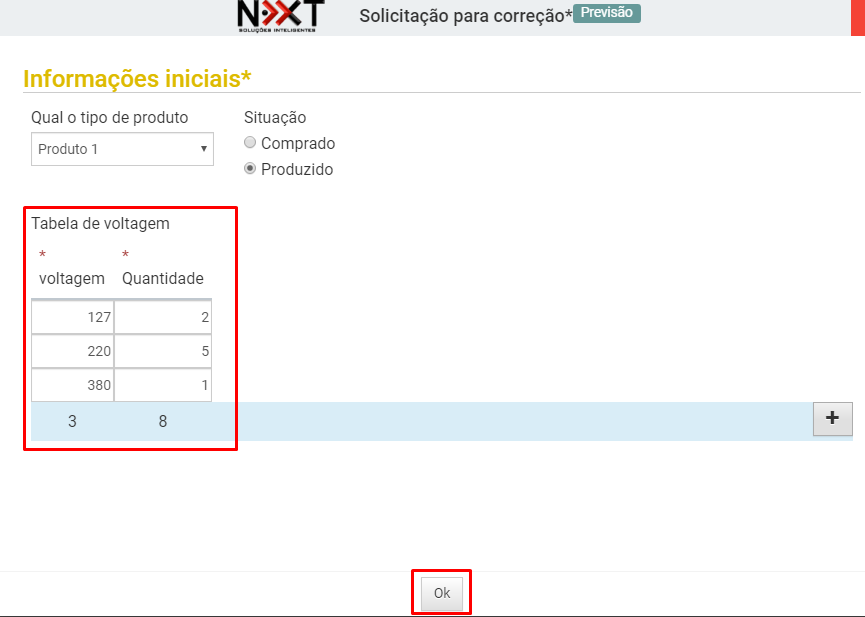 NEXT
SOLUÇÕES INTELIGENTES
Solicitação para correção* Previsão
Informações iniciais*
Qual o tipo de produto
Situação
Produto 1
Comprado
Produzido
Tabela de voltagem
* *
voltagem Quantidade
127 2
220 5
380 1
3 8
+
Ok